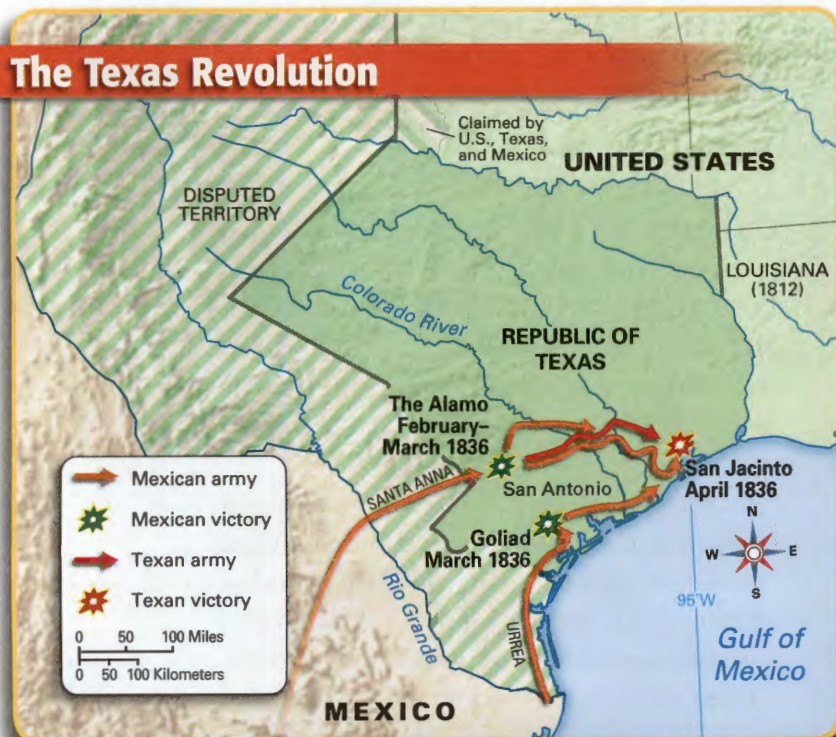 The Texas Revolution
Claimed by
U.S., Texas,
and Mexico
UNITED STATES
DISPUTED
TERRITORY
LOUISIANA
(1812)
Colorado River
REPUBLIC OF
TEXAS
The Alamo
February–
March 1836
SANTA ANNA
San Antonio
San Jacinto
April 1836
Goliad
March 1836
N
W
E
S
95°W
Rio Grande
URREA
Gulf of
Mexico
MEXICO
Mexican army
Mexican victory
Texan army
Texan victory
0 50 100 Miles
0 50 100 Kilometers